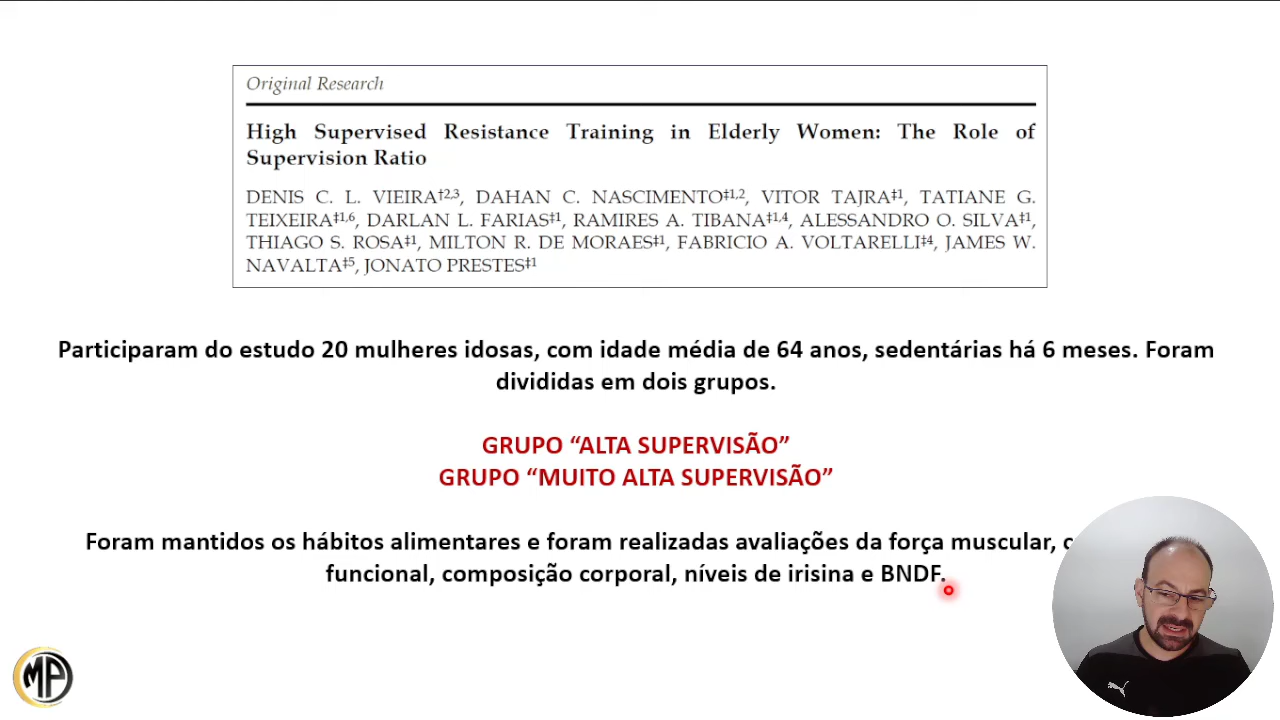 Original Research
High Supervised Resistance Training in Elderly Women: The Role of
Supervision Ratio
DENIS C. L. VIEIRA†2,3, DAHAN C. NASCIMENTO‡1,2, VITOR TAJRA‡1, TATIANE G.
TEIXEIRA‡1,6, DARLAN L. FARIAS‡1, RAMIRES A. TIBANA‡1,4, ALESSANDRO O. SILVA‡1,
THIAGO S. ROSA‡1, MILTON R. DE MORAES‡1, FABRICIO A. VOLTARELLI‡4, JAMES W.
NAVALTA‡5, JONATO PRESTES‡1
Participaram do estudo 20 mulheres idosas, com idade média de 64 anos, sedentárias há 6 meses. Foram
divididas em dois grupos.
GRUPO “ALTA SUPERVISÃO”
GRUPO “MUITO ALTA SUPERVISÃO”
Foram mantidos os hábitos alimentares e foram realizadas avaliações da força muscular,
funcional, composição corporal, níveis de irisina e BNDF.
MP